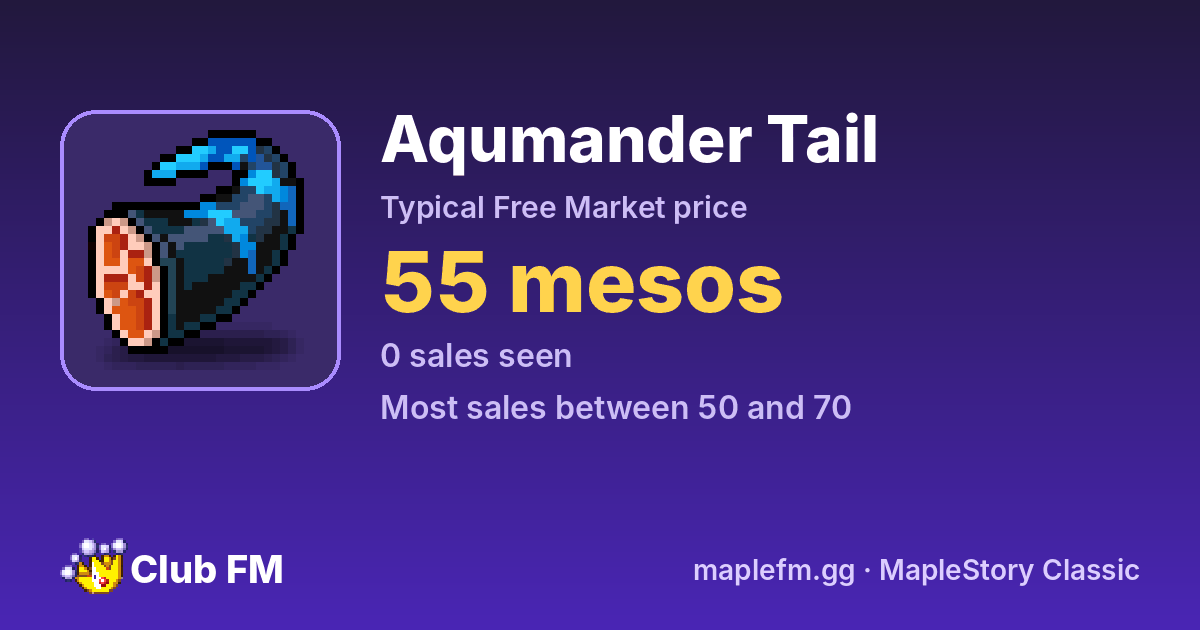 Aqumander Tail
Typical Free Market price
55 mesos
0 sales seen
Most sales between 50 and 70
Club FM
maplefm.gg · MapleStory Classic